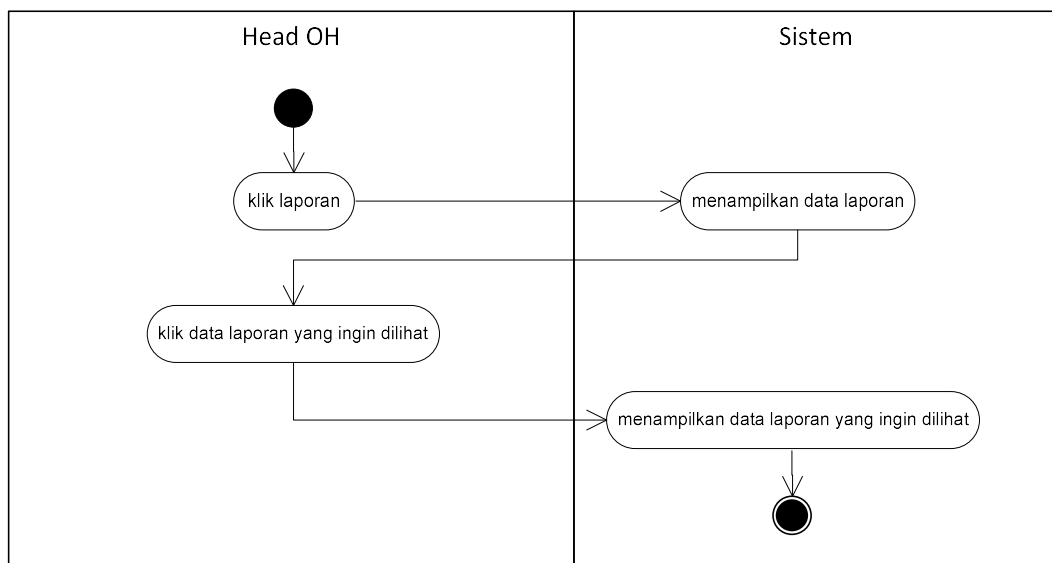 Head OH
Sistem
klik laporan
menampilkan data laporan
klik data laporan yang ingin dilihat
menampilkan data laporan yang ingin dilihat